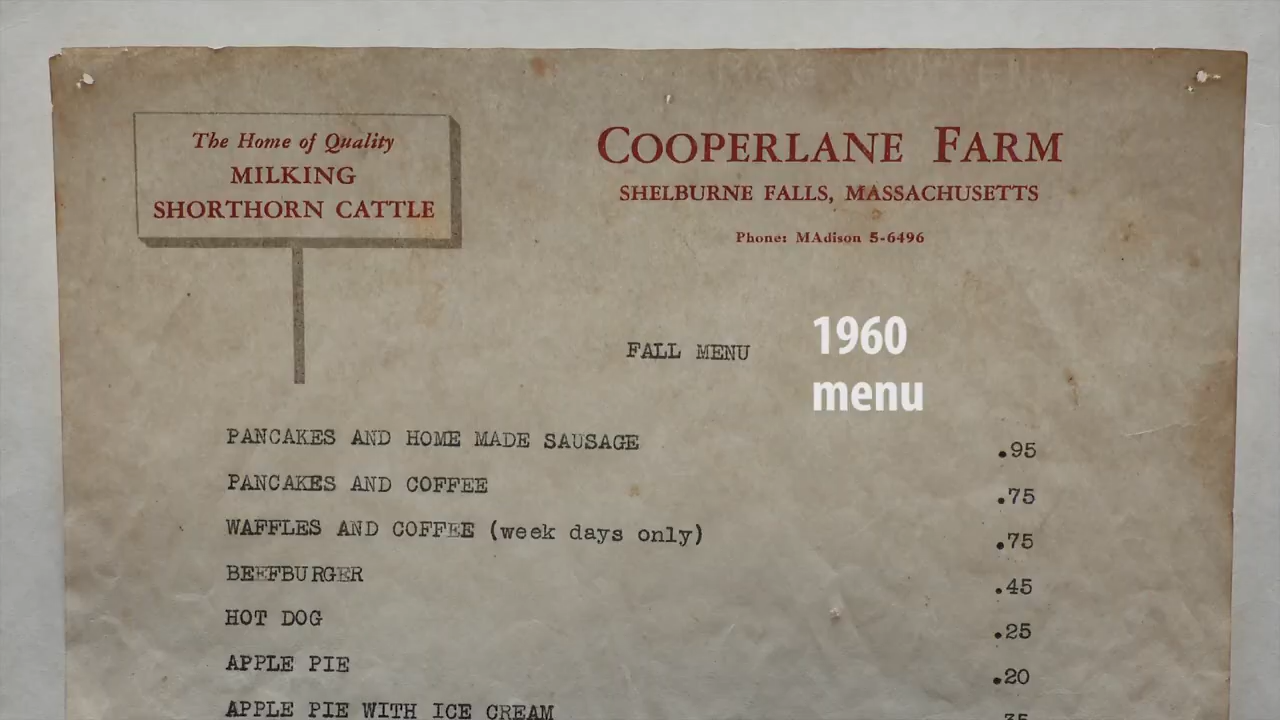 The Home of Quality
MILKING
SHORTHORN CATTLE
COOPERLANE FARM
SHELBURNE FALLS, MASSACHUSETTS
Phone: MAdison 5-6496
FALL MENU
1960
menu
PANCAKES AND HOME MADE SAUSAGE .95
PANCAKES AND COFFEE .75
WAFFLES AND COFFEE (week days only) .75
BEEFBURGER .45
HOT DOG .25
APPLE PIE .20
APPLE PIE WITH ICE CREAM